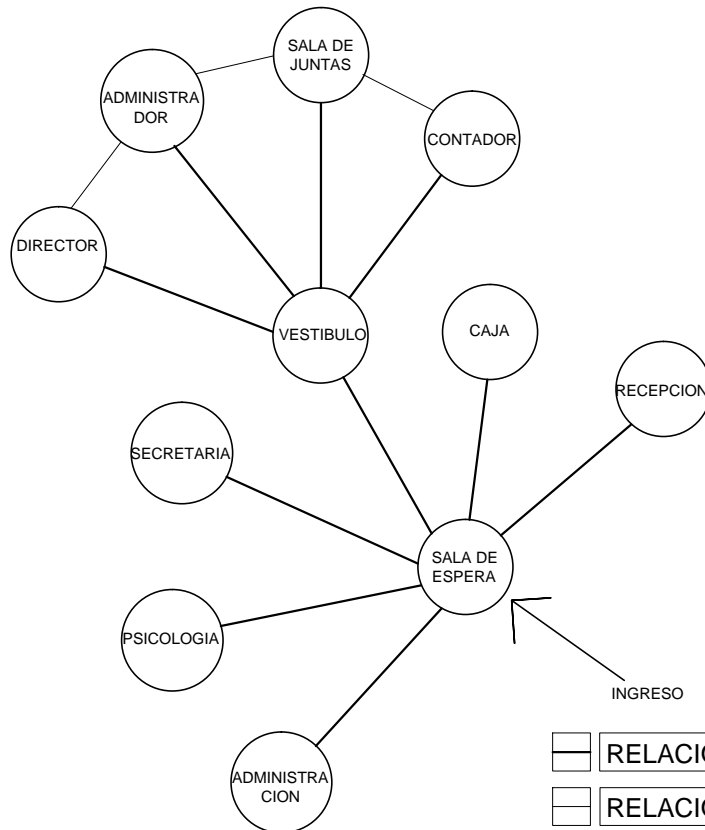 SALA DE
JUNTAS
ADMINISTRA
DOR
CONTADOR
DIRECTOR
VESTIBULO
CAJA
RECEPCION
SECRETARIA
SALA DE
ESPERA
PSICOLOGIA
INGRESO
ADMINISTRA
CION